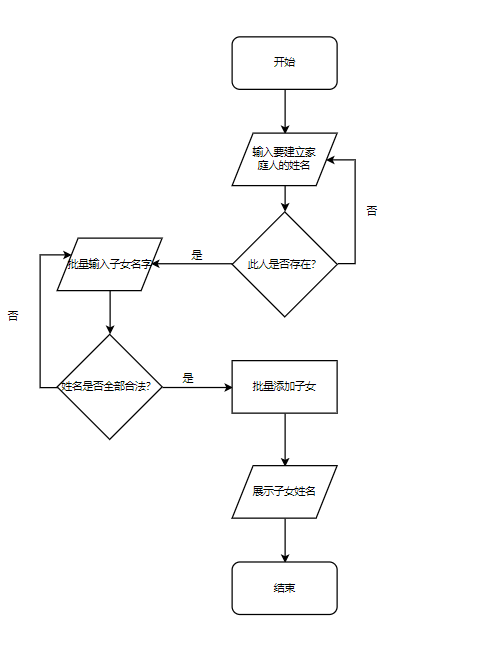 开始
输入要建立家
庭人的姓名
否
此人是否存在?
是
批量输入子女名字
否
姓名是否全部合法?
是
批量添加子女
展示子女姓名
结束